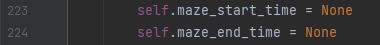 223 self.maze_start_time = None
224 self.maze_end_time = None